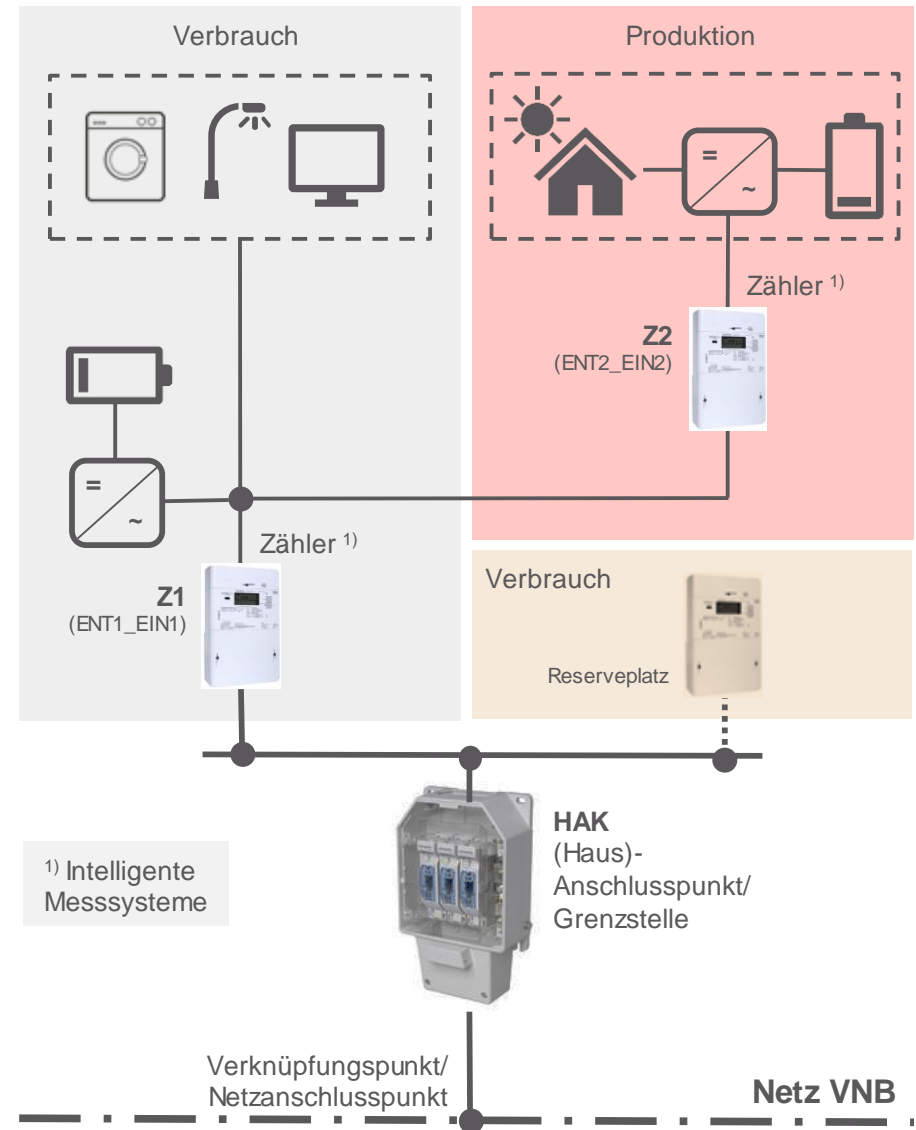 Verbrauch
Produktion
=
~
Zähler 1)
Z2
(ENT2_EIN2)
=
~
Zähler 1)
Z1
(ENT1_EIN1)
Verbrauch
Reserveplatz
HAK
(Haus)-
Anschlusspunkt/
Grenzstelle
1) Intelligente
Messsysteme
Verknüpfungspunkt/
Netzanschlusspunkt
Netz VNB